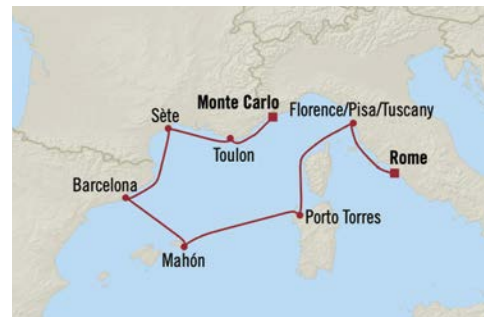 Monte Carlo
Florence/Pisa/Tuscany
Sète
Toulon
Rome
Barcelona
Porto Torres
Mahón